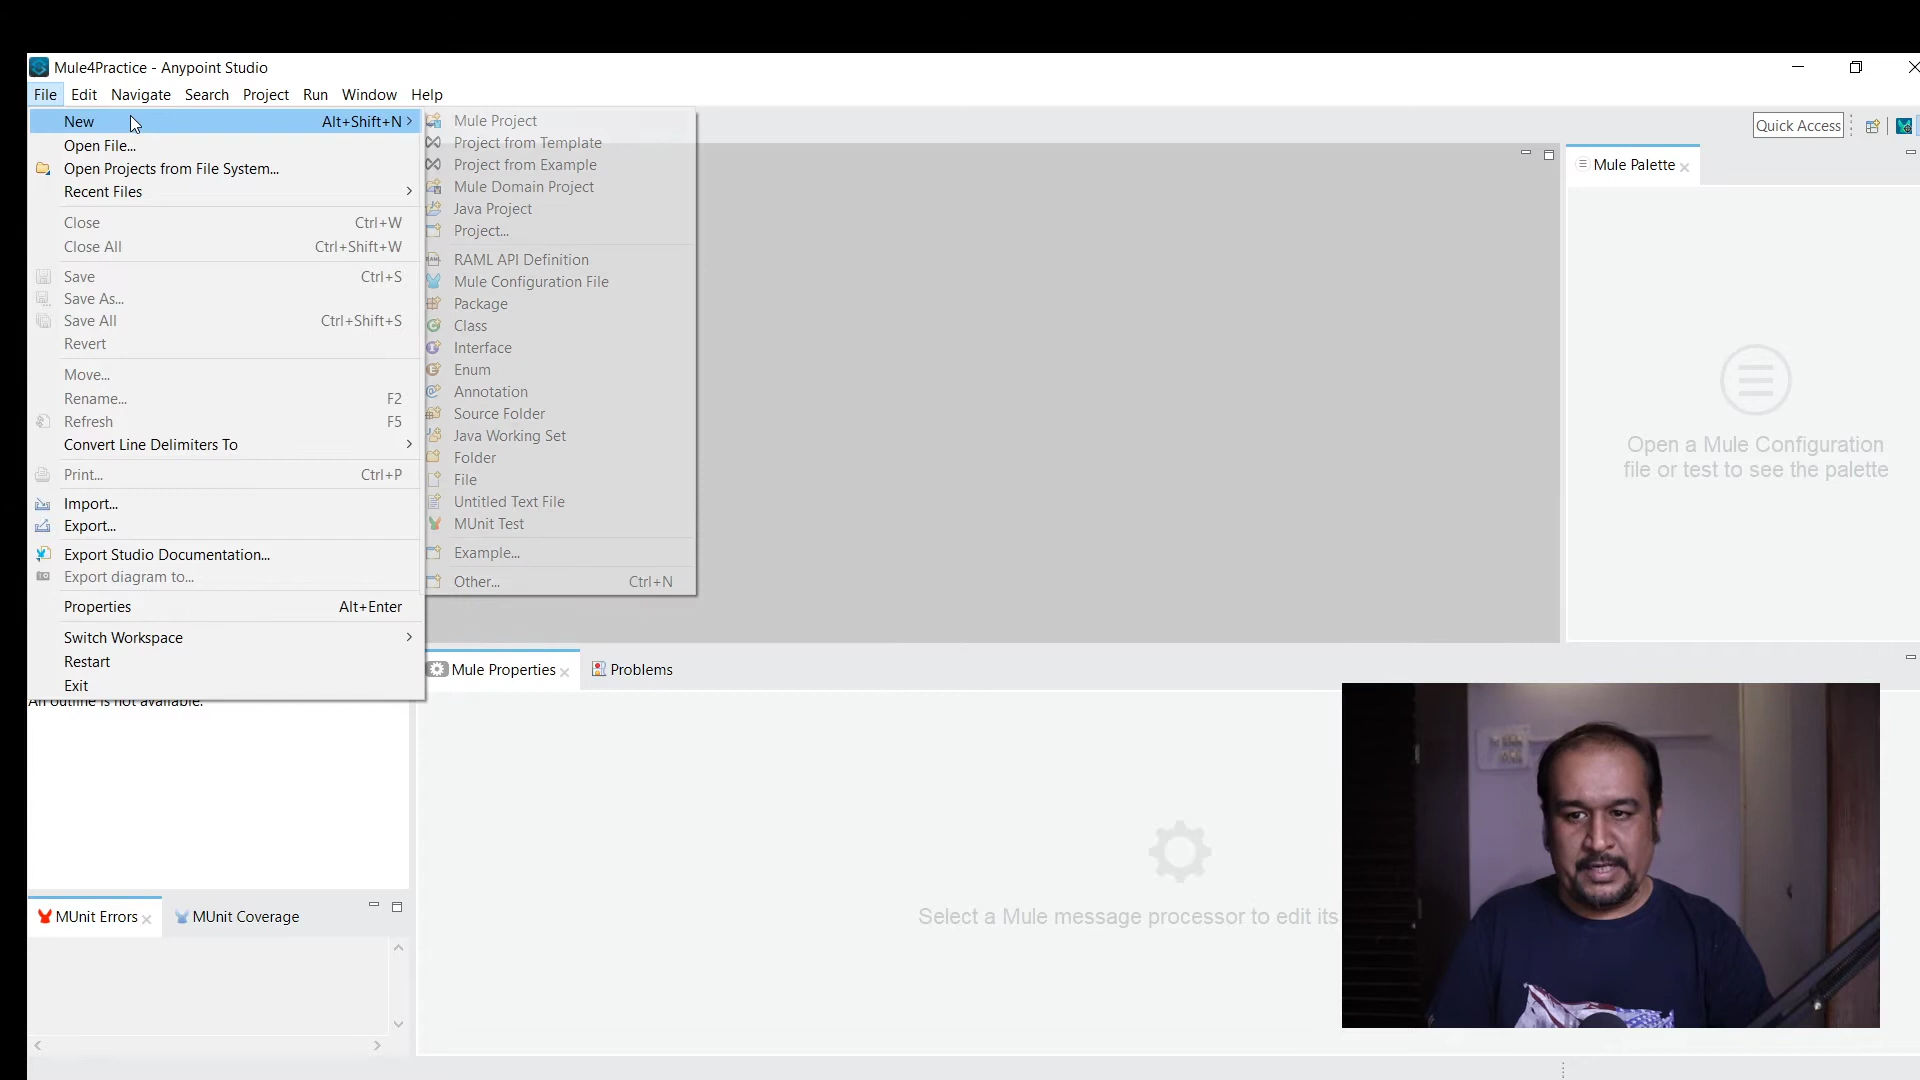 Mule4Practice - Anypoint Studio
File Edit Navigate Search Project Run Window Help
New Alt+Shift+N
Open File...
Open Projects from File System...
Recent Files
Close Ctrl+W
Close All Ctrl+Shift+W
Save Ctrl+S
Save As...
Save All Ctrl+Shift+S
Revert
Move...
Rename... F2
Refresh F5
Convert Line Delimiters To
Print... Ctrl+P
Import...
Export...
Export Studio Documentation...
Export diagram to...
Properties Alt+Enter
Switch Workspace
Restart
Exit
Mule Project
Project from Template
Project from Example
Mule Domain Project
Java Project
Project...
RAML API Definition
Mule Configuration File
Package
Class
Interface
Enum
Annotation
Source Folder
Java Working Set
Folder
File
Untitled Text File
MUnit Test
Example...
Other... Ctrl+N
Quick Access
Mule Palette
Open a Mule Configuration
file or test to see the palette
An outline is not available.
Mule Properties Problems
Select a Mule message processor to edit its
MUnit Errors MUnit Coverage